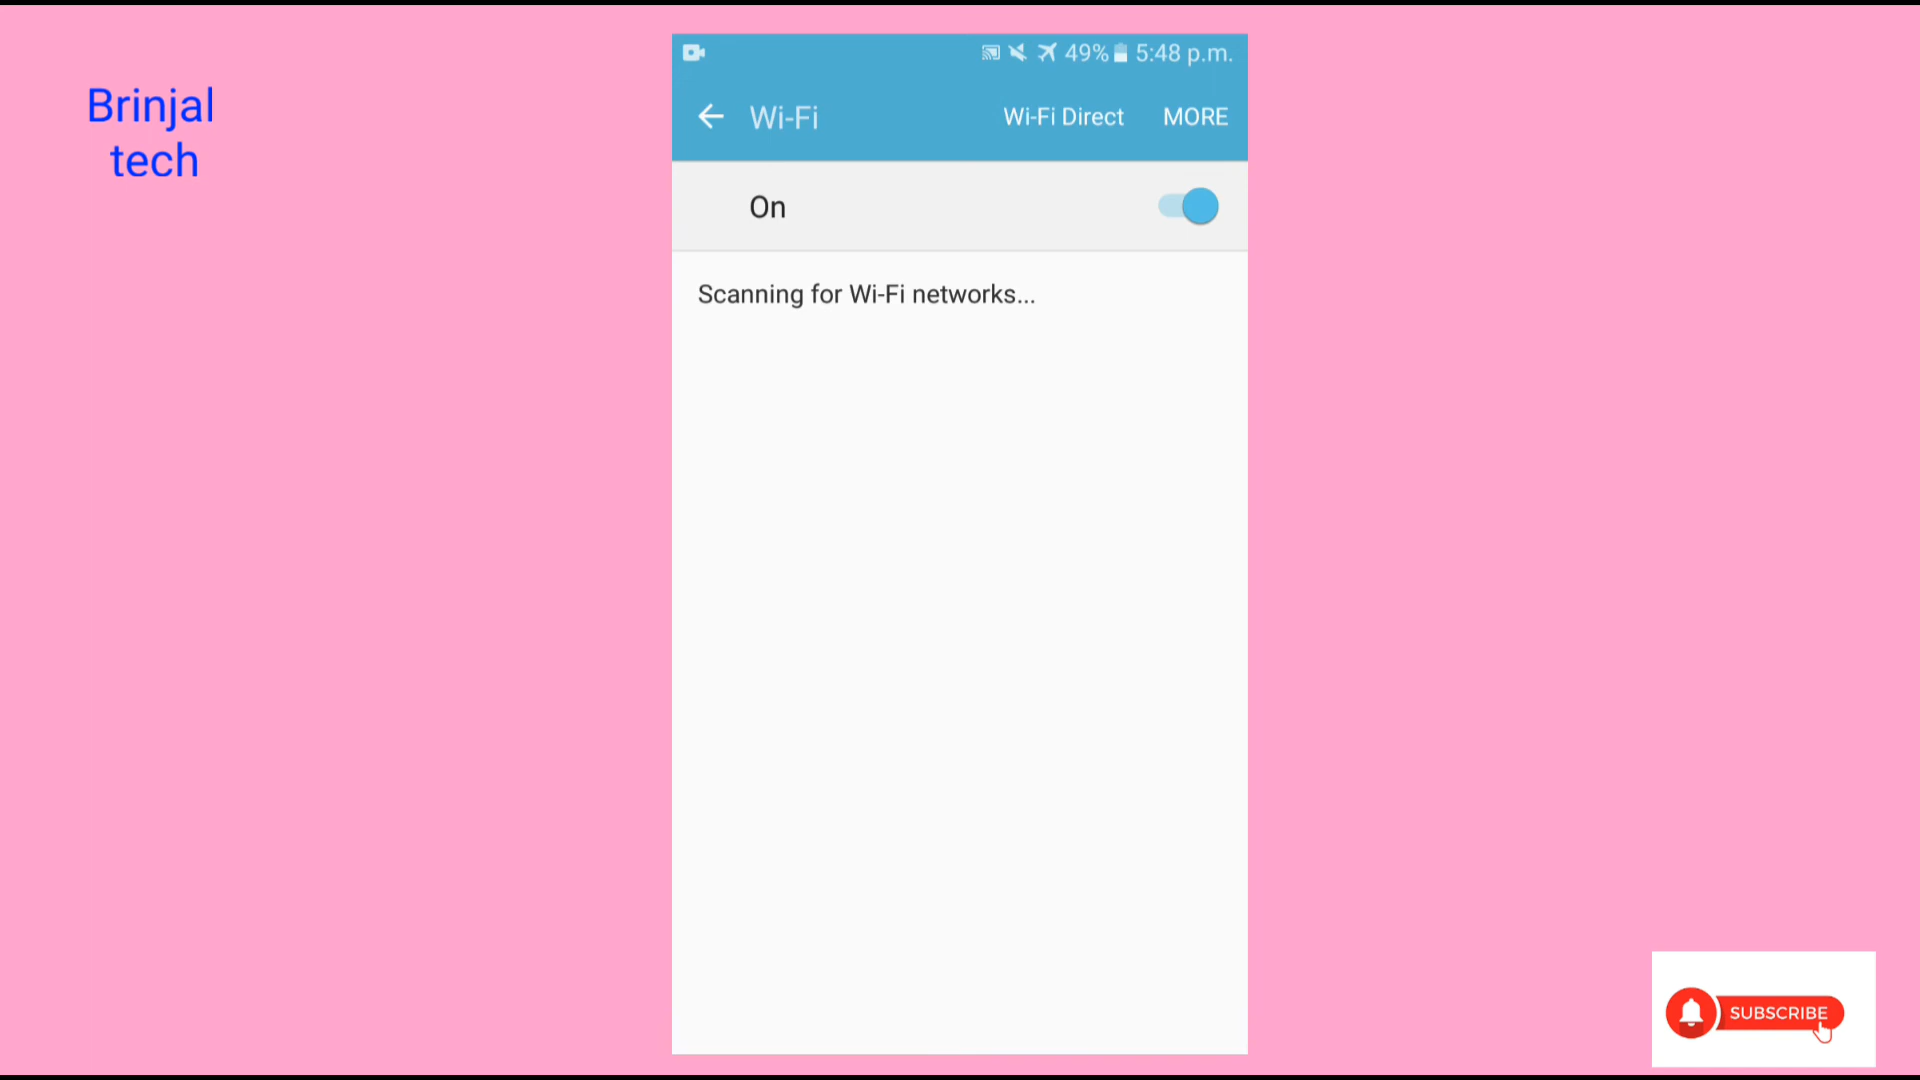 Brinjal
tech
49% 5:48 p.m.
Wi-Fi Wi-Fi Direct MORE
On
Scanning for Wi-Fi networks...
SUBSCRIBE